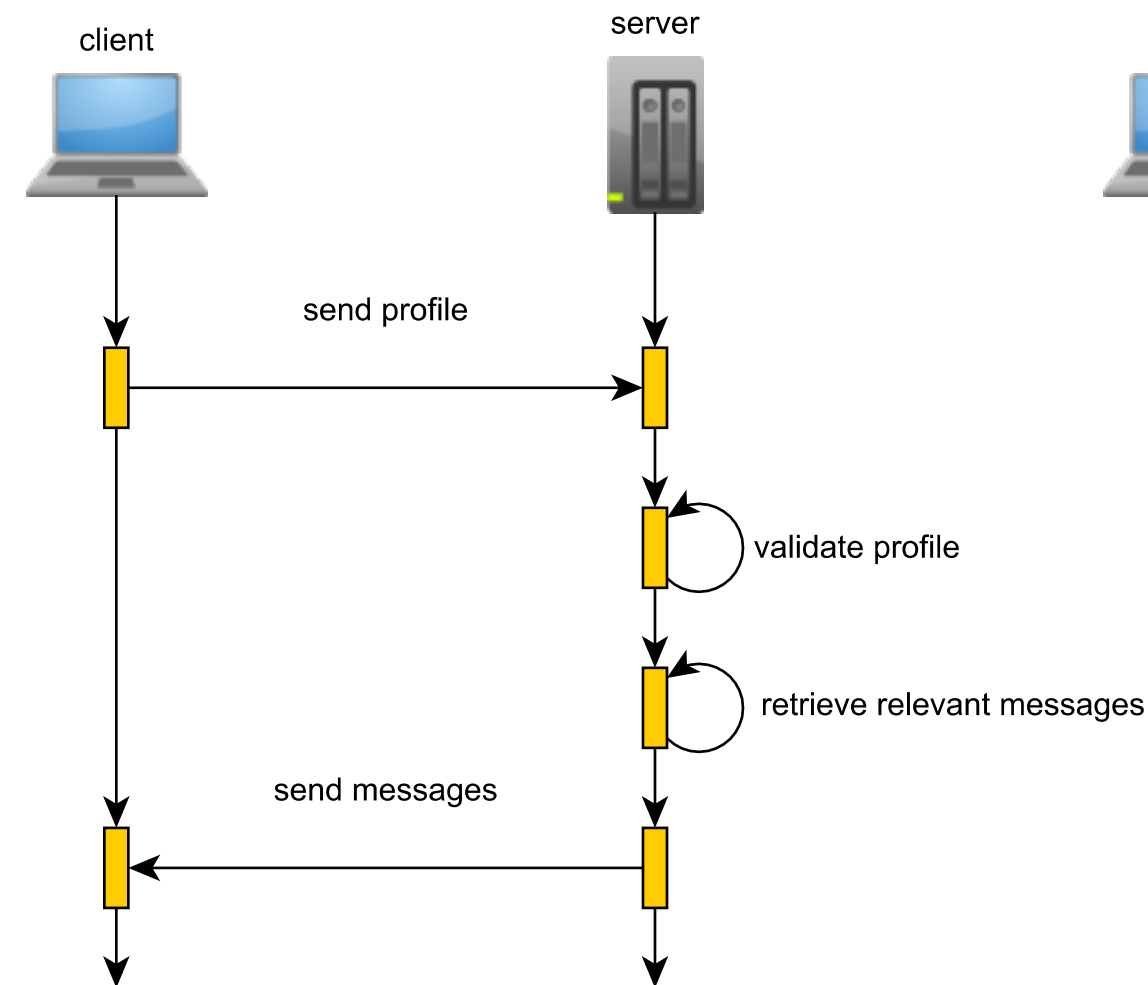 client
server
send profile
validate profile
retrieve relevant messages
send messages